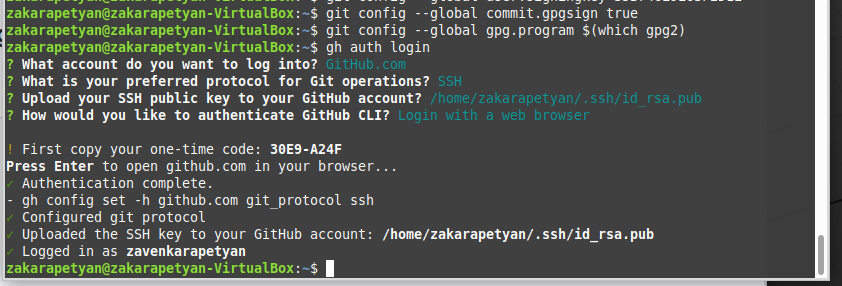 zakarapetyan@zakarapetyan-VirtualBox:~$ git config --global commit.gpgsign true
zakarapetyan@zakarapetyan-VirtualBox:~$ git config --global gpg.program $(which gpg2)
zakarapetyan@zakarapetyan-VirtualBox:~$ gh auth login
? What account do you want to log into? GitHub.com
? What is your preferred protocol for Git operations? SSH
? Upload your SSH public key to your GitHub account? /home/zakarapetyan/.ssh/id_rsa.pub
? How would you like to authenticate GitHub CLI? Login with a web browser
! First copy your one-time code: 30E9-A24F
Press Enter to open github.com in your browser...
✓ Authentication complete.
- gh config set -h github.com git_protocol ssh
✓ Configured git protocol
✓ Uploaded the SSH key to your GitHub account: /home/zakarapetyan/.ssh/id_rsa.pub
✓ Logged in as zavenkarapetyan
zakarapetyan@zakarapetyan-VirtualBox:~$